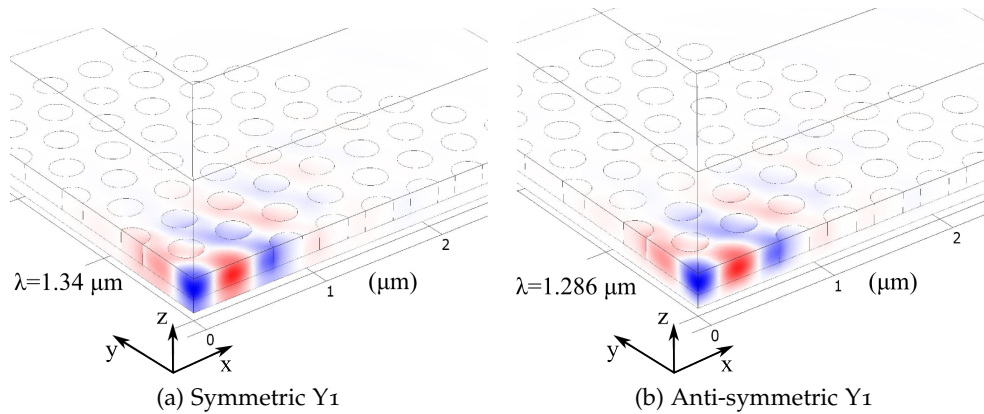 λ=1.34 μm
0
1
2
(μm)
z
y
x
(a) Symmetric Y1
λ=1.286 μm
0
1
2
(μm)
z
y
x
(b) Anti-symmetric Y1